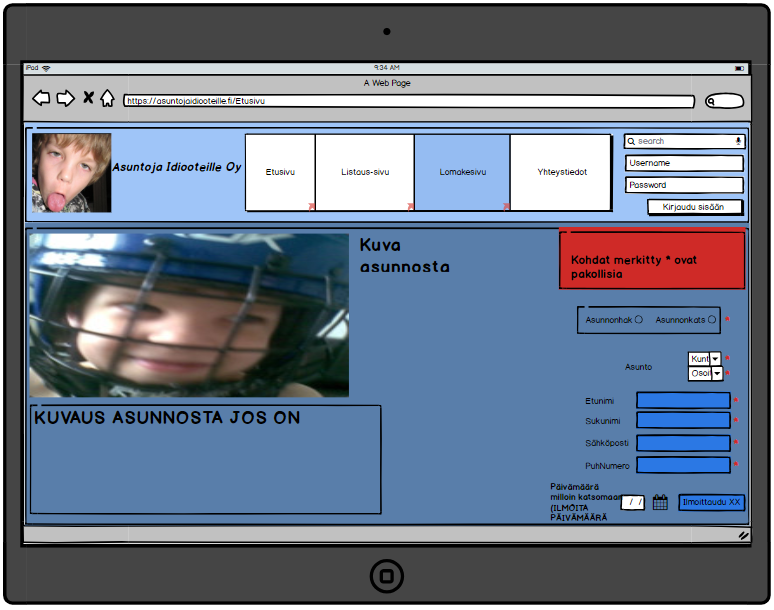 iPad 9:34 AM
A Web Page
https://asuntojaidiooteille.fi/Etusivu
Asuntoja Idiooteille Oy
Etusivu
Listaus-sivu
Lomakesivu
Yhteystiedot
search
Username
Password
Kirjaudu sisään
Kuva
asunnosta
Kohdat merkitty * ovat
pakollisia
Asunnonhak Asunnonkats *
Asunto
Kunt *
Osoi *
KUVAUS ASUNNOSTA JOS ON
Etunimi *
Sukunimi *
Sähköposti *
PuhNumero *
Päivämäärä
milloin katsomaan
(ILMOITA
PÄIVÄMÄÄRÄ
/ /
Ilmoittaudu XX